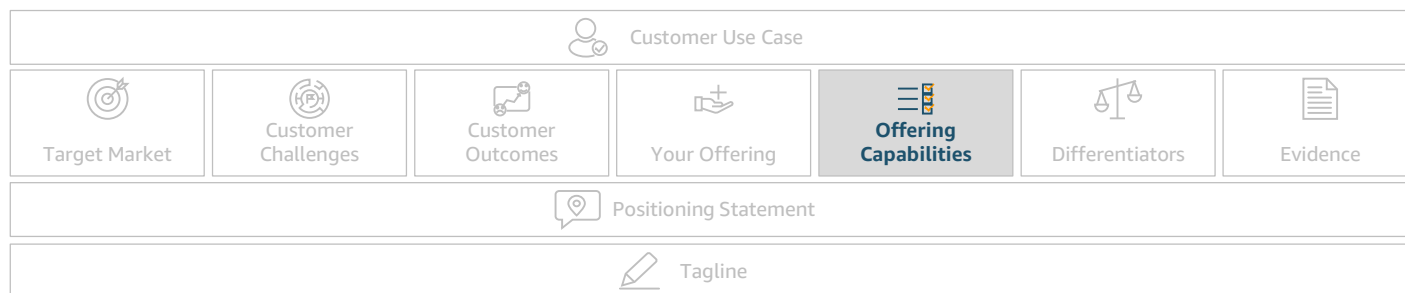 Customer Use Case
Target Market
Customer
Challenges
Customer
Outcomes
Your Offering
Offering
Capabilities
Differentiators
Evidence
Positioning Statement
Tagline